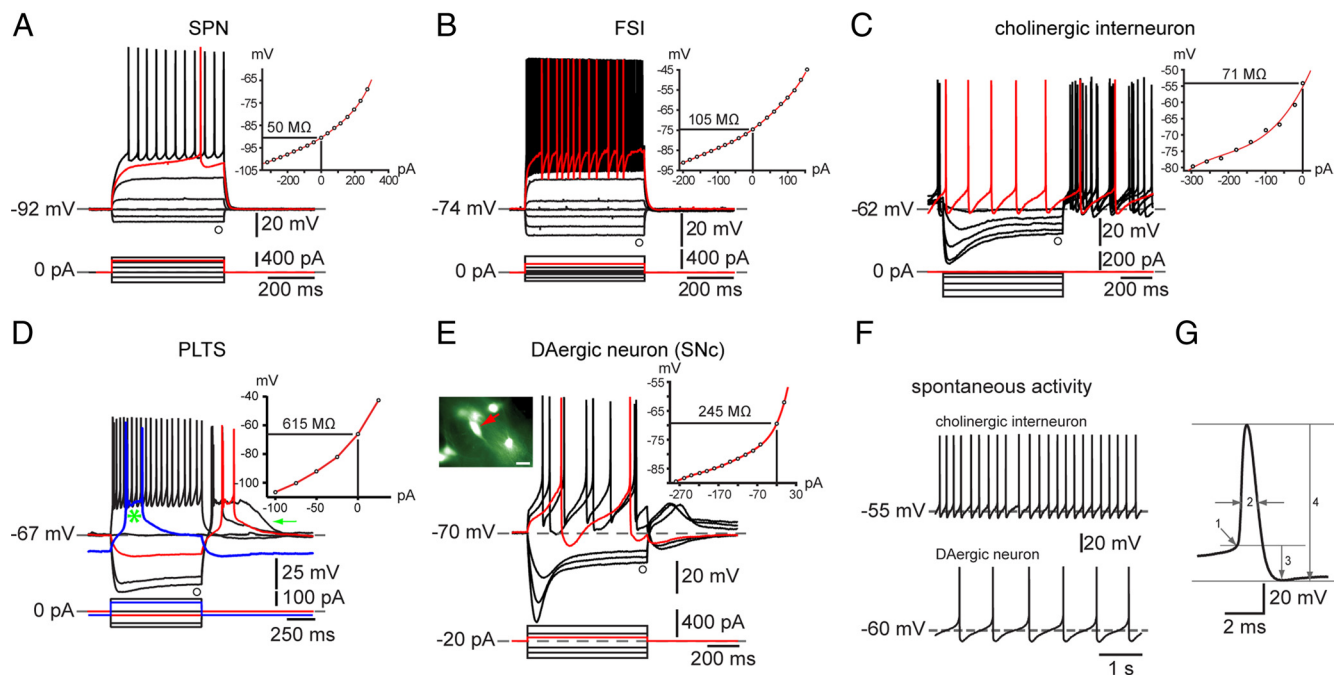 A
SPN
mV
-65
-75
-85
-95
-105
50 MΩ
-300
0
200
400
pA
-92 mV
20 mV
400 pA
0 pA
200 ms
B
FSI
mV
-45
-55
-65
-75
-85
-95
105 MΩ
-200
-100
0
100
pA
-74 mV
20 mV
400 pA
0 pA
200 ms
C
cholinergic interneuron
mV
-50
-55
-60
-65
-70
-75
-80
71 MΩ
-300
-200
-100
0
pA
-62 mV
20 mV
200 pA
0 pA
200 ms
D
PLTS
mV
-40
-60
-80
-100
615 MΩ
-100
-50
0
pA
*
-67 mV
25 mV
100 pA
0 pA
250 ms
E
DAergic neuron (SNc)
mV
-55
-65
-75
-85
245 MΩ
-270
-170
-70
30
pA
-70 mV
20 mV
400 pA
-20 pA
200 ms
F
spontaneous activity
cholinergic interneuron
-55 mV
20 mV
DAergic neuron
-60 mV
1 s
G
1
2
3
4
20 mV
2 ms